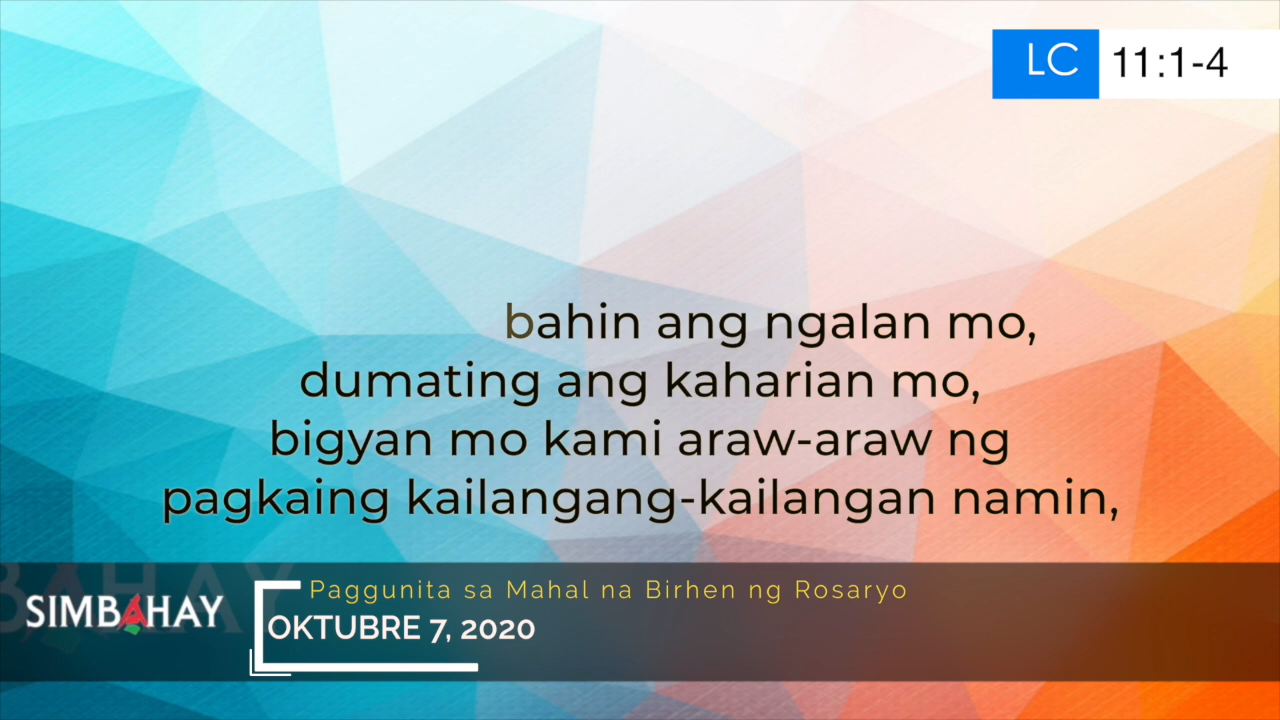 LC 11:1-4
bahin ang ngalan mo,
dumating ang kaharian mo,
bigyan mo kami araw-araw ng
pagkaing kailangang-kailangan namin,
Paggunita sa Mahal na Birhen ng Rosaryo
SIMBAHAY
OKTUBRE 7, 2020